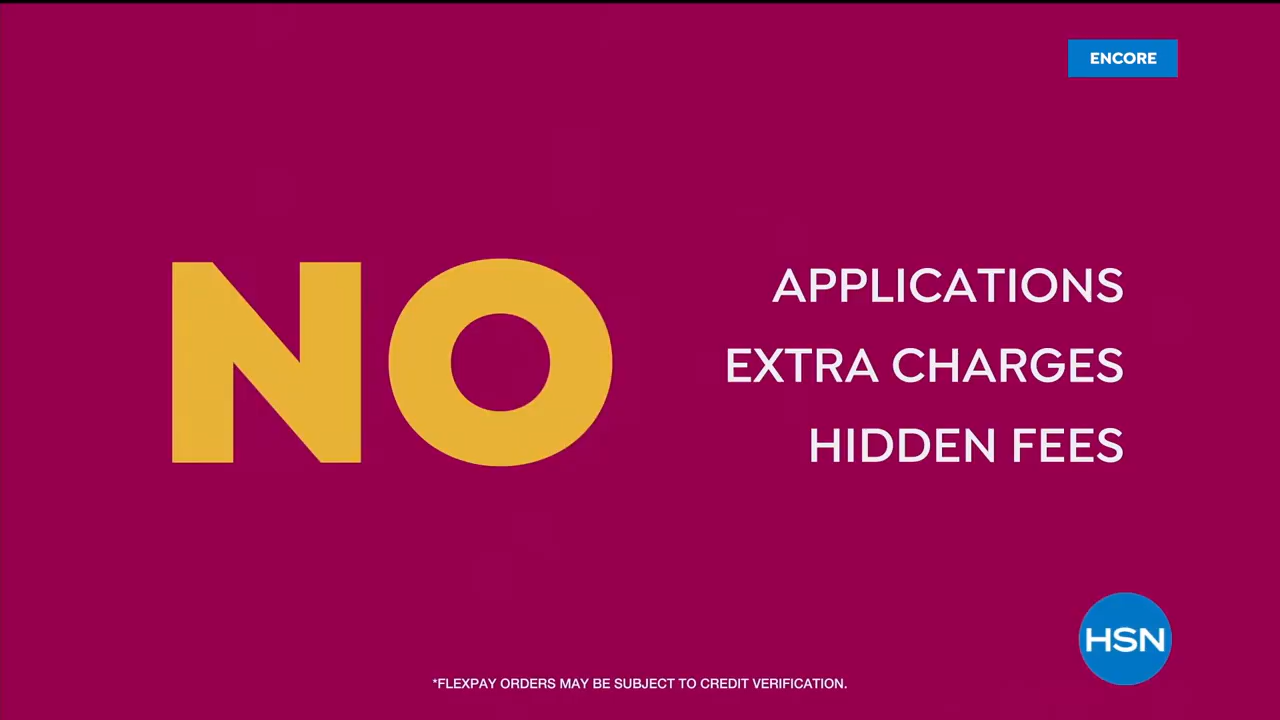 ENCORE
NO
APPLICATIONS
EXTRA CHARGES
HIDDEN FEES
HSN
*FLEXPAY ORDERS MAY BE SUBJECT TO CREDIT VERIFICATION.